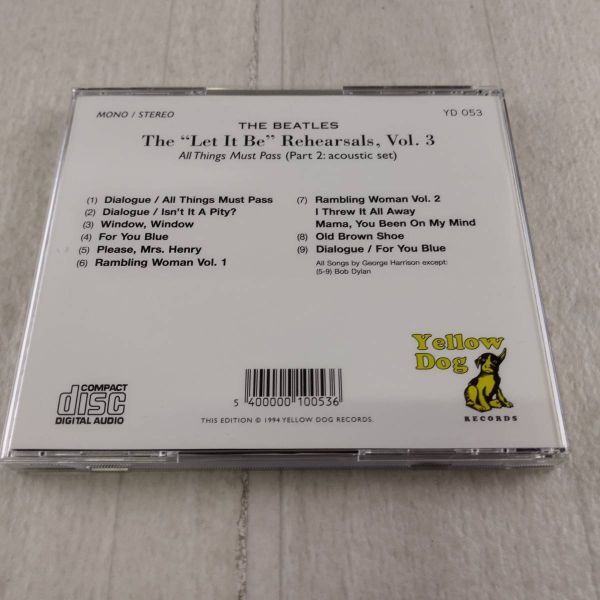 MONO / STEREO
YD 053
THE BEATLES
The “Let It Be” Rehearsals, Vol. 3
All Things Must Pass (Part 2: acoustic set)
(1) Dialogue / All Things Must Pass
(2) Dialogue / Isn't It A Pity?
(3) Window, Window
(4) For You Blue
(5) Please, Mrs. Henry
(6) Rambling Woman Vol. 1
(7) Rambling Woman Vol. 2
I Threw It All Away
Mama, You Been On My Mind
(8) Old Brown Shoe
(9) Dialogue / For You Blue
All Songs by George Harrison except:
(5-9) Bob Dylan
Yellow
Dog
RECORDS
COMPACT
disc
DIGITAL AUDIO
5 400000 100536
THIS EDITION © 1994 YELLOW DOG RECORDS.